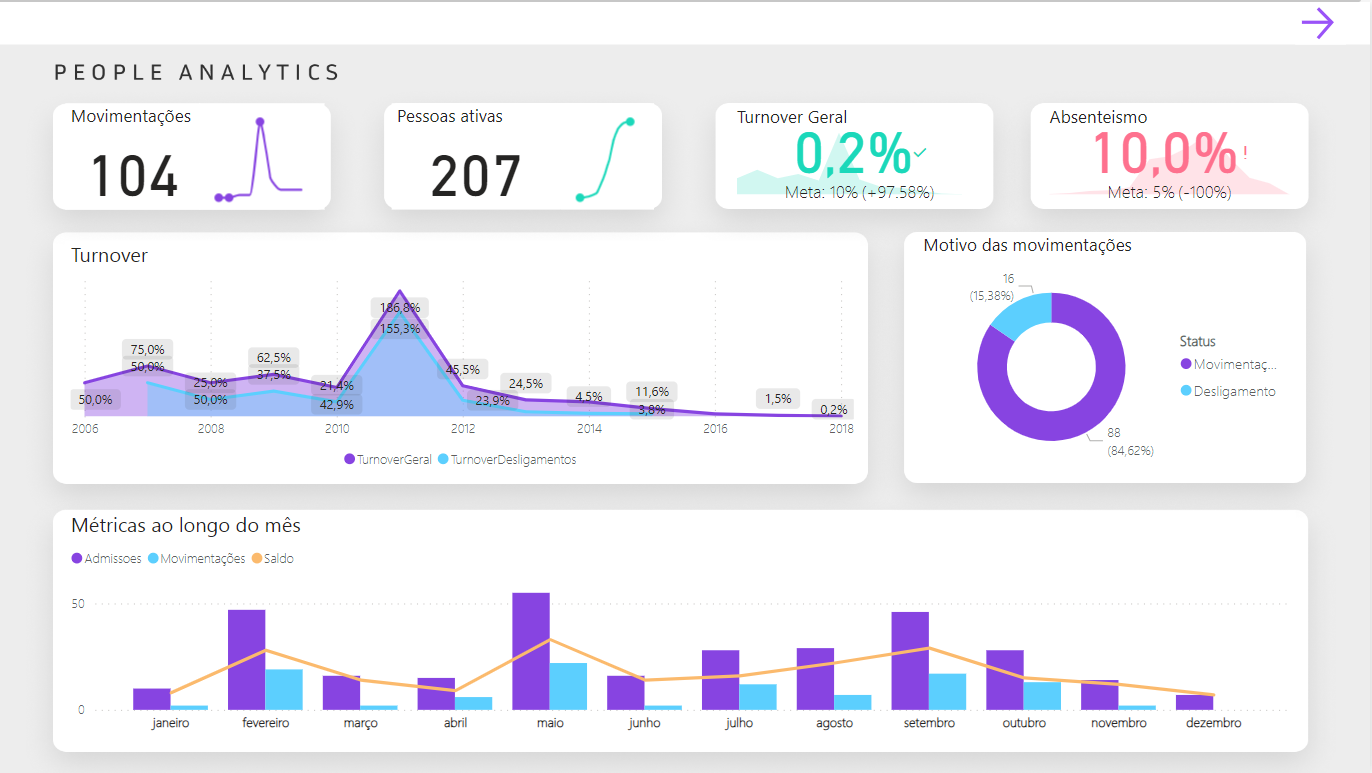 PEOPLE ANALYTICS
Movimentações
104
Pessoas ativas
207
Turnover Geral
0,2%
Meta: 10% (+97.58%)
Absenteismo
10,0%!
Meta: 5% (-100%)
Turnover
186,8%
155,3%
75,0%
50,0%
62,5%
37,5%
45,5%
25,0%
21,4%
24,5%
11,6%
50,0%
50,0%
42,9%
23,9%
4,5%
3,8%
1,5%
0,2%
2006 2008 2010 2012 2014 2016 2018
TurnoverGeral TurnoverDesligamentos
Motivo das movimentações
16
(15,38%)
88
(84,62%)
Status
Movimentaç...
Desligamento
Métricas ao longo do mês
Admissoes Movimentações Saldo
50
0
janeiro fevereiro março abril maio junho julho agosto setembro outubro novembro dezembro